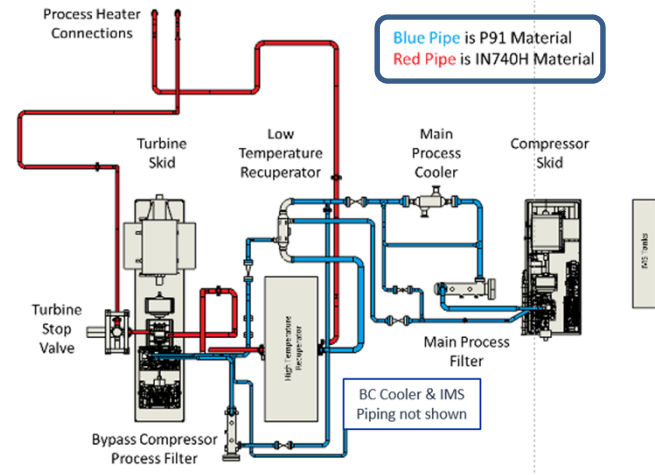 Process Heater
Connections
Blue Pipe is P91 Material
Red Pipe is IN740H Material
Turbine
Skid
Low
Temperature
Recuperator
Main
Process
Cooler
Compressor
Skid
IMS Tanks
Turbine
Stop
Valve
High Temperature
Recuperator
Main Process
Filter
BC Cooler & IMS
Piping not shown
Bypass Compressor
Process Filter